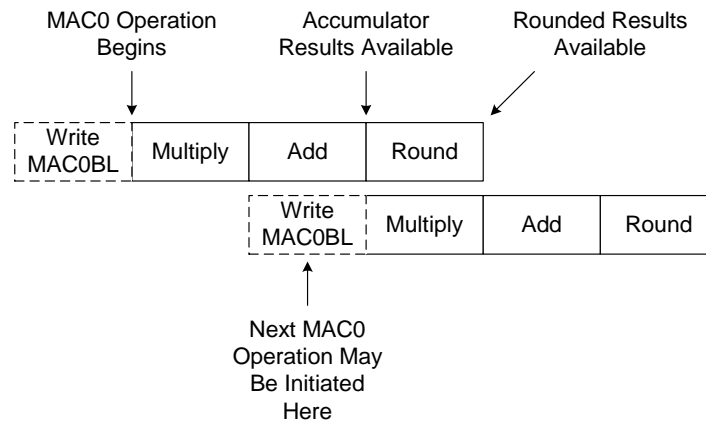 MAC0 Operation
Begins
Accumulator
Results Available
Rounded Results
Available
Write
MAC0BL
Multiply
Add
Round
Write
MAC0BL
Multiply
Add
Round
Next MAC0
Operation May
Be Initiated
Here